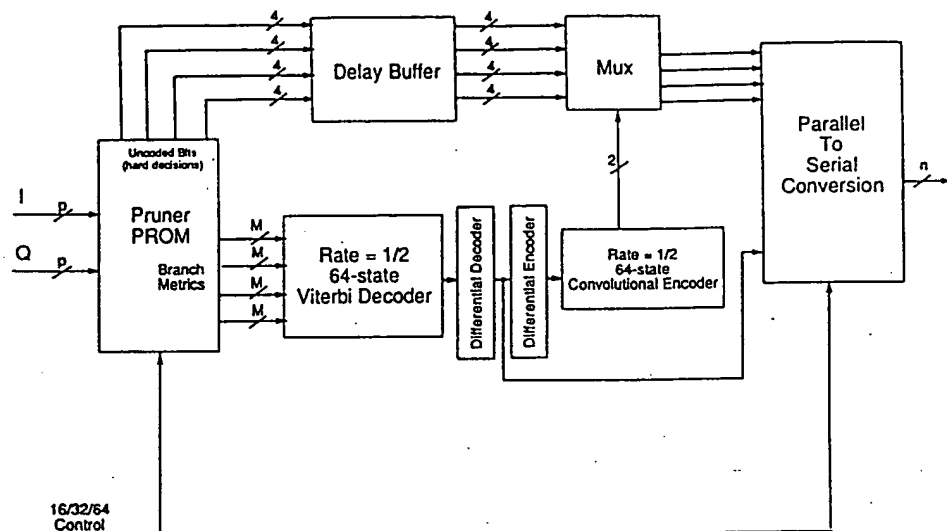 4
4
4
4
4
4
4
4
Delay Buffer
Mux
Parallel
To
Serial
Conversion
n
Uncoded Bits
(hard decisions)
Pruner
PROM
Branch
Metrics
I
p
Q
p
M
M
M
M
Rate = 1/2
64-state
Viterbi Decoder
Differential Decoder
Differential Encoder
2
Rate = 1/2
64-state
Convolutional Encoder
16/32/64
Control